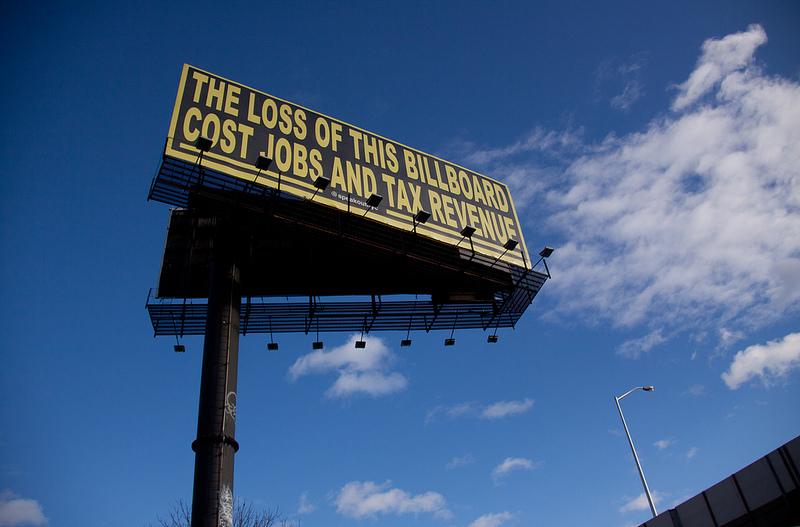 THE LOSS OF THIS BILLBOARD
COST JOBS AND TAX REVENUE